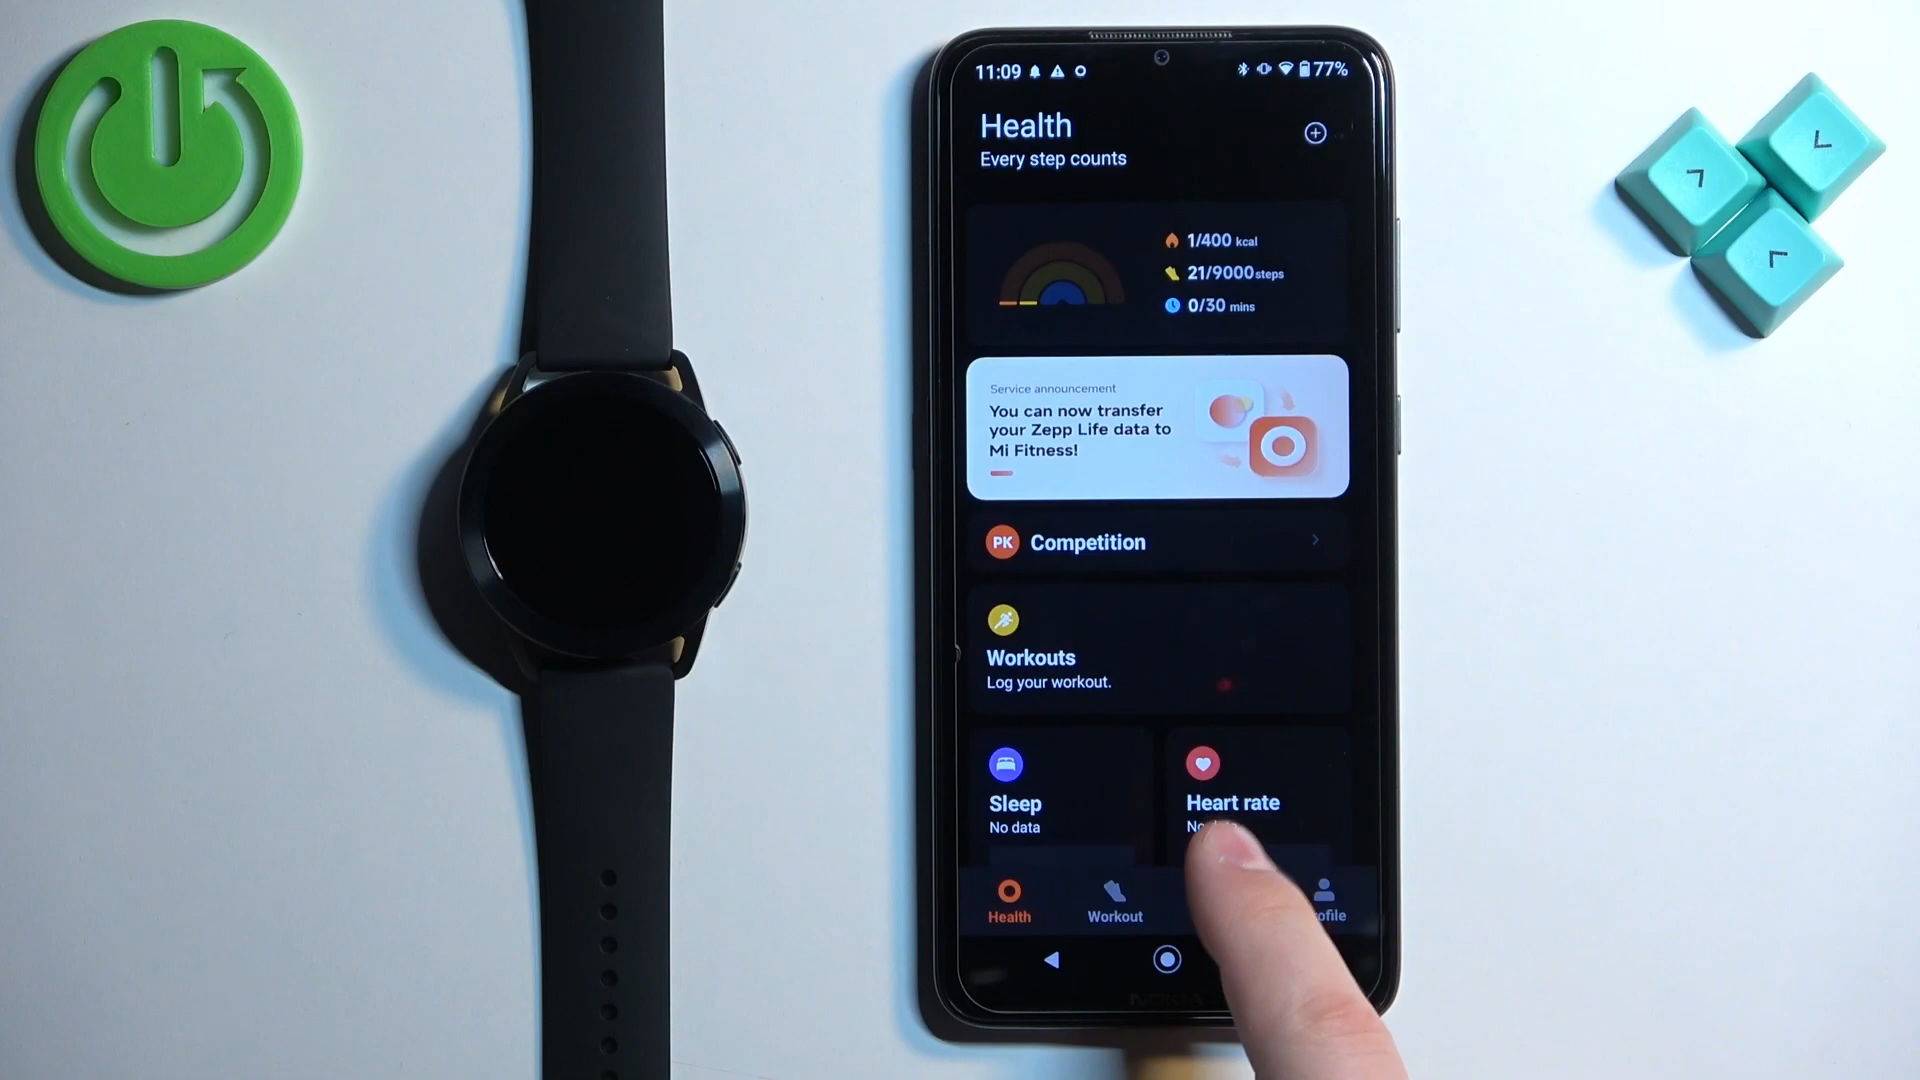 11:09
77%
Health
Every step counts
1/400 kcal
21/9000 steps
0/30 mins
Service announcement
You can now transfer
your Zepp Life data to
Mi Fitness!
PK Competition
Workouts
Log your workout.
Sleep
No data
Heart rate
Health
Workout
NOKIA